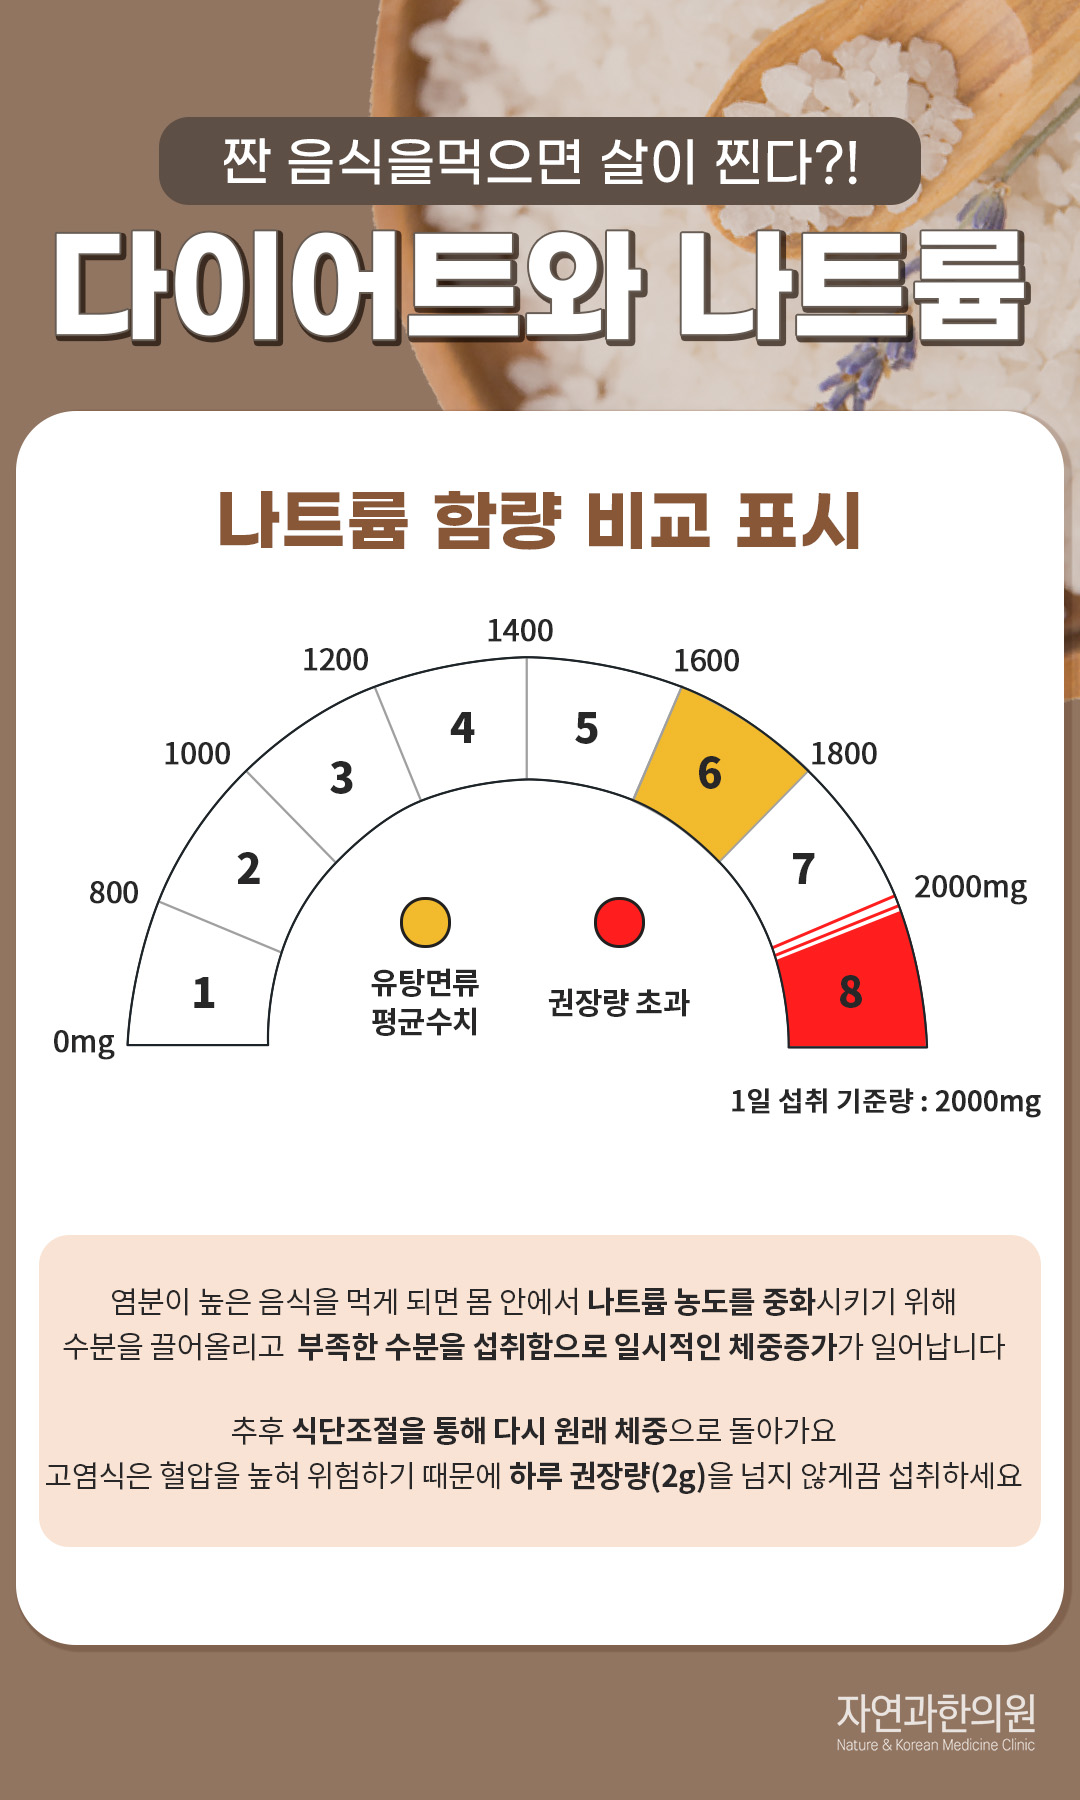 짠 음식을먹으면 살이 찐다?!
다이어트와 나트륨
나트륨 함량 비교 표시
1400
1200
1600
1000
1800
800
2000mg
0mg
1
2
3
4
5
6
7
8
유탕면류
평균수치
권장량 초과
1일 섭취 기준량 : 2000mg
염분이 높은 음식을 먹게 되면 몸 안에서 나트륨 농도를 중화시키기 위해
수분을 끌어올리고 부족한 수분을 섭취함으로 일시적인 체중증가가 일어납니다
추후 식단조절을 통해 다시 원래 체중으로 돌아가요
고염식은 혈압을 높혀 위험하기 때문에 하루 권장량(2g)을 넘지 않게끔 섭취하세요
자연과한의원
Nature & Korean Medicine Clinic